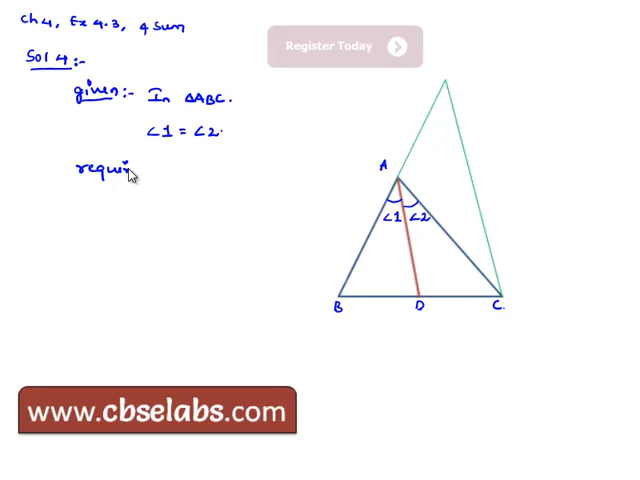 Ch 4, Ex 4.3, 4 Sum
Sol 4:-
given:- In ΔABC.
∠1 = ∠2.
requi
Register Today
A
∠1 ∠2
B D C.
www.cbselabs.com